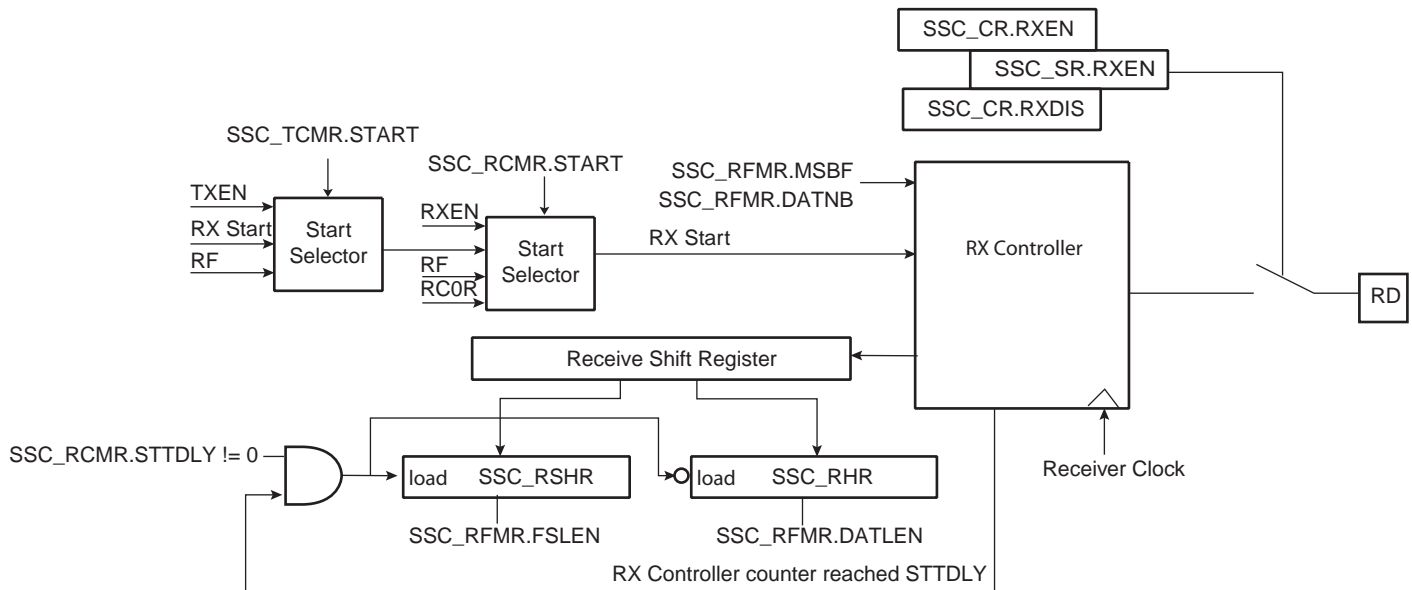 SSC_CR.RXEN
SSC_SR.RXEN
SSC_CR.RXDIS
SSC_TCMR.START
SSC_RCMR.START
SSC_RFMR.MSBF
SSC_RFMR.DATNB
TXEN
RX Start
RF
Start
Selector
RXEN
RF
RC0R
Start
Selector
RX Start
RX Controller
RD
Receive Shift Register
SSC_RCMR.STTDLY != 0
load SSC_RSHR
load SSC_RHR
Receiver Clock
SSC_RFMR.FSLEN
SSC_RFMR.DATLEN
RX Controller counter reached STTDLY